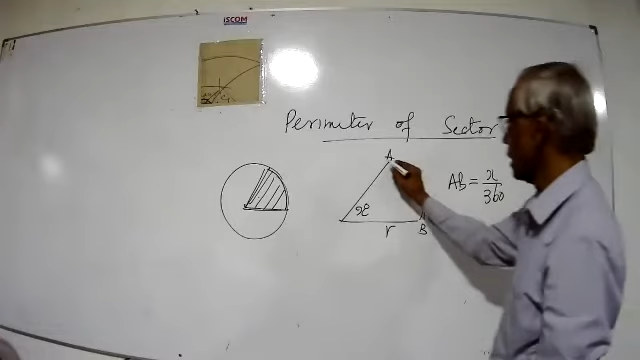 ISCOM
Perimeter of Sector
A
x°
r
B
AB = x
360